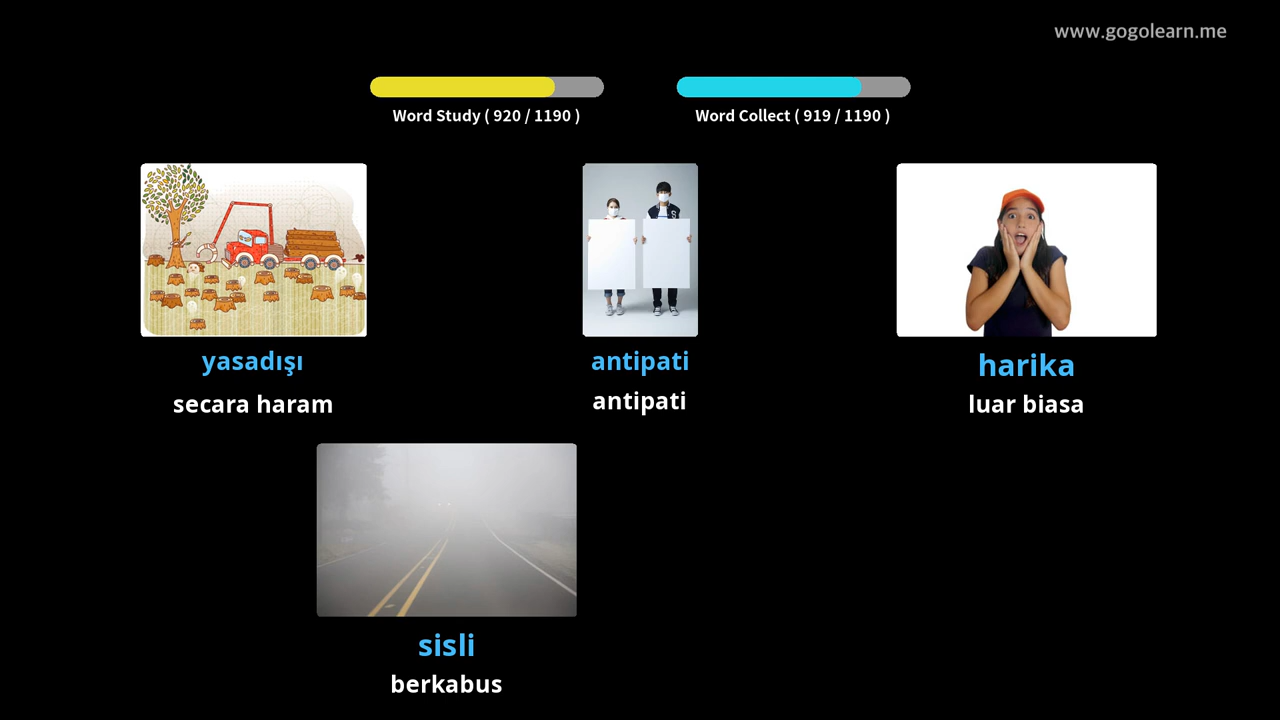 www.gogolearn.me
Word Study ( 920 / 1190 )
Word Collect ( 919 / 1190 )
yasadışı
secara haram
antipati
antipati
harika
luar biasa
sisli
berkabus